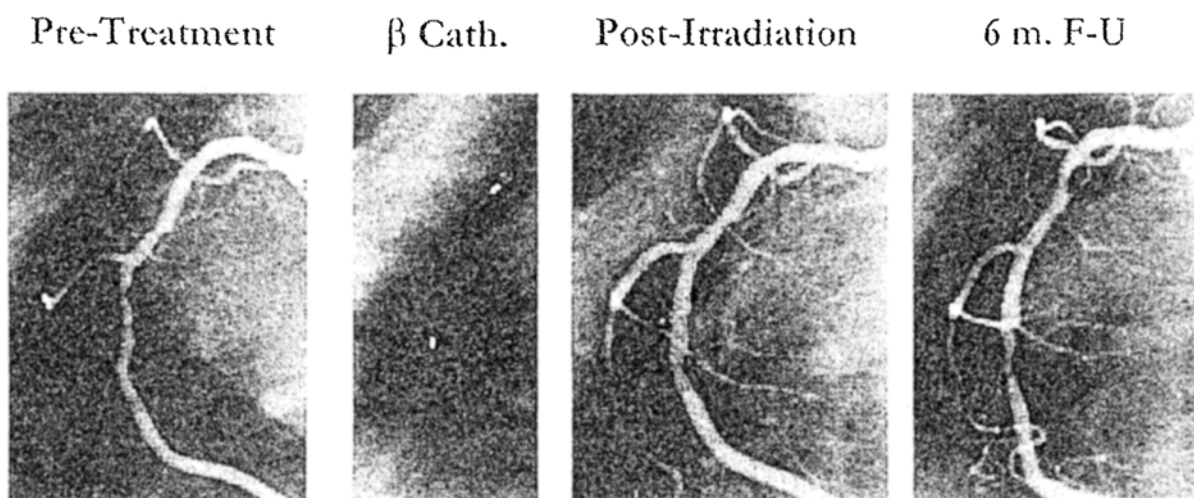 Pre-Treatment β Cath. Post-Irradiation 6 m. F-U